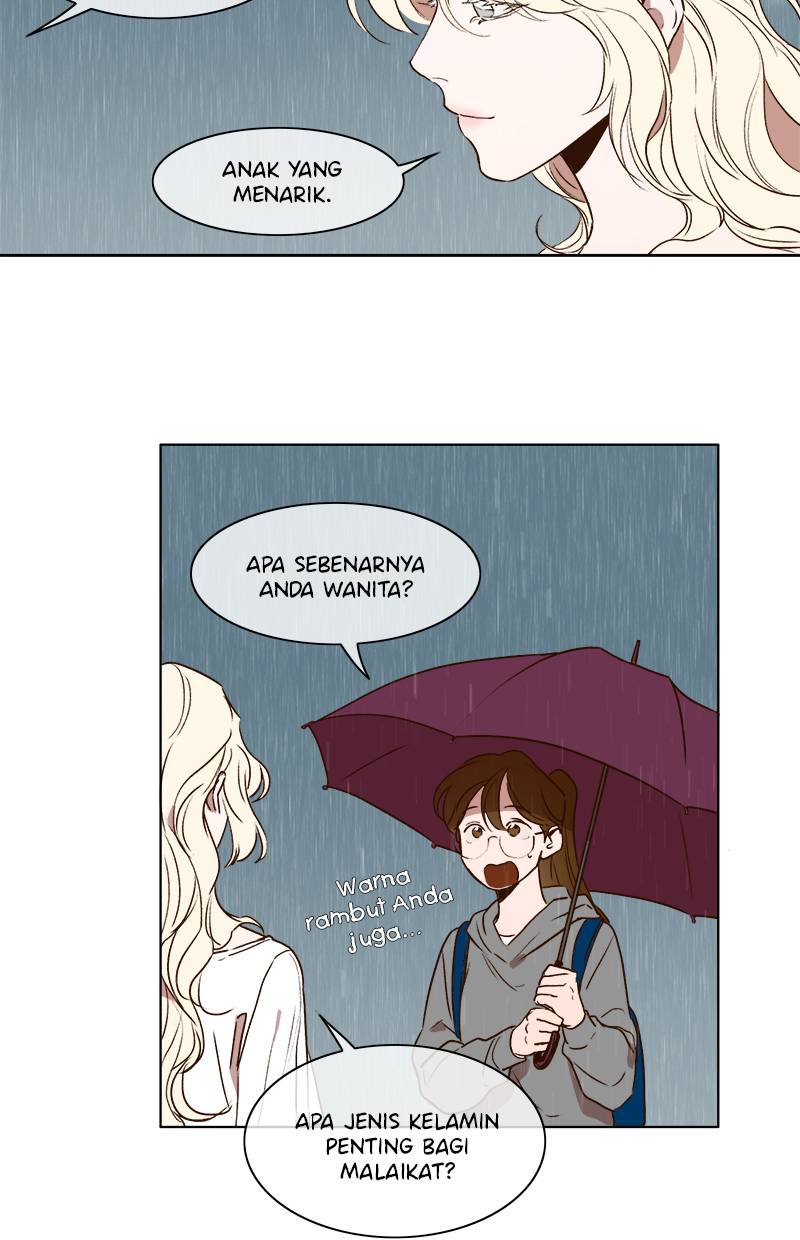 ANAK YANG
MENARIK.
APA SEBENARNYA
ANDA WANITA?
Warna
rambut Anda
juga...
APA JENIS KELAMIN
PENTING BAGI
MALAIKAT?